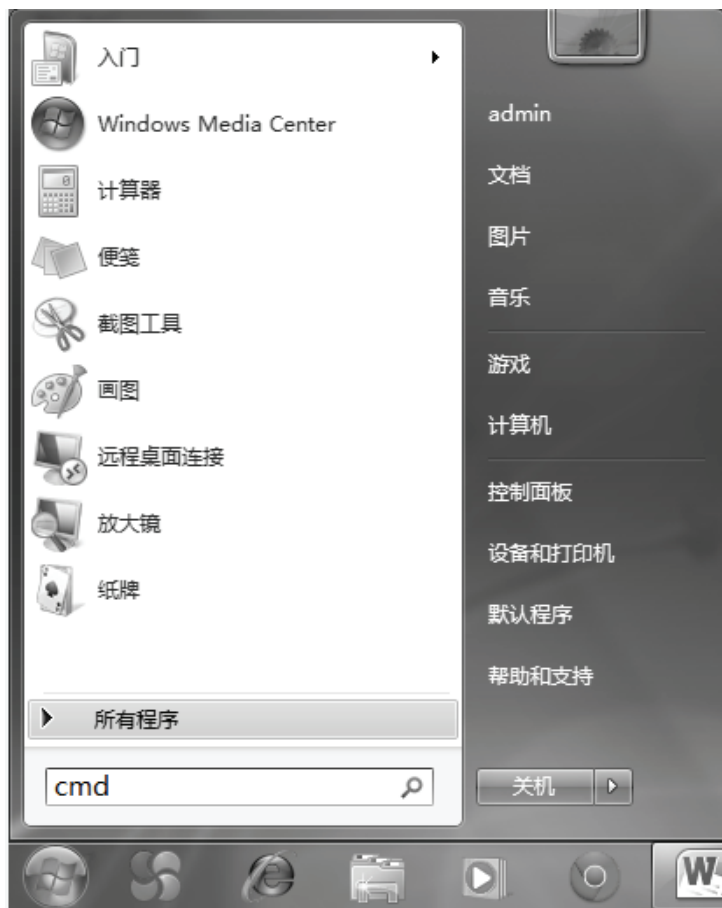 入门
Windows Media Center
计算器
便笺
截图工具
画图
远程桌面连接
放大镜
纸牌
所有程序
cmd
admin
文档
图片
音乐
游戏
计算机
控制面板
设备和打印机
默认程序
帮助和支持
关机
W